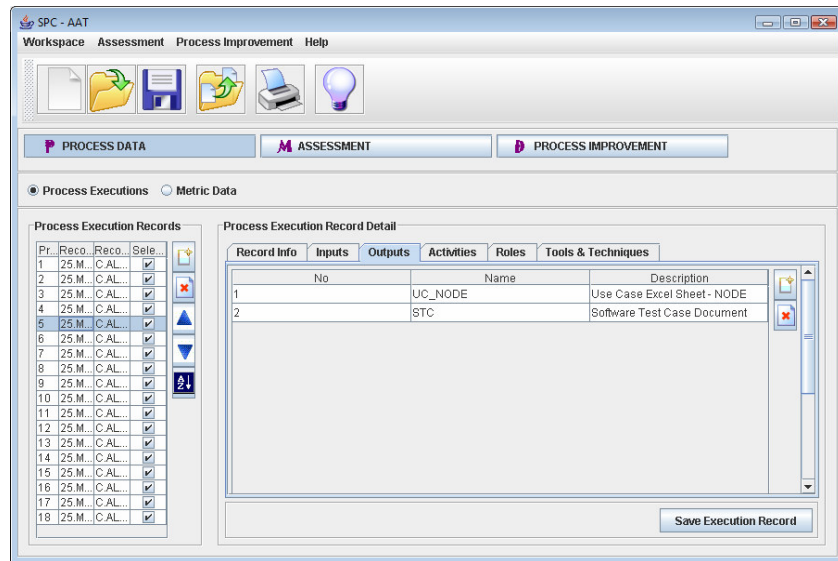 SPC - AAT
Workspace Assessment Process Improvement Help
P PROCESS DATA M ASSESSMENT D PROCESS IMPROVEMENT
Process Executions Metric Data
Process Execution Records
Pr... Reco... Reco... Sele...
1 25.M... C.AL...
2 25.M... C.AL...
3 25.M... C.AL...
4 25.M... C.AL...
5 25.M... C.AL...
6 25.M... C.AL...
7 25.M... C.AL...
8 25.M... C.AL...
9 25.M... C.AL...
10 25.M... C.AL...
11 25.M... C.AL...
12 25.M... C.AL...
13 25.M... C.AL...
14 25.M... C.AL...
15 25.M... C.AL...
16 25.M... C.AL...
17 25.M... C.AL...
18 25.M... C.AL...
A Z
Process Execution Record Detail
Record Info Inputs Outputs Activities Roles Tools & Techniques
No Name Description
1 UC_NODE Use Case Excel Sheet - NODE
2 STC Software Test Case Document
Save Execution Record